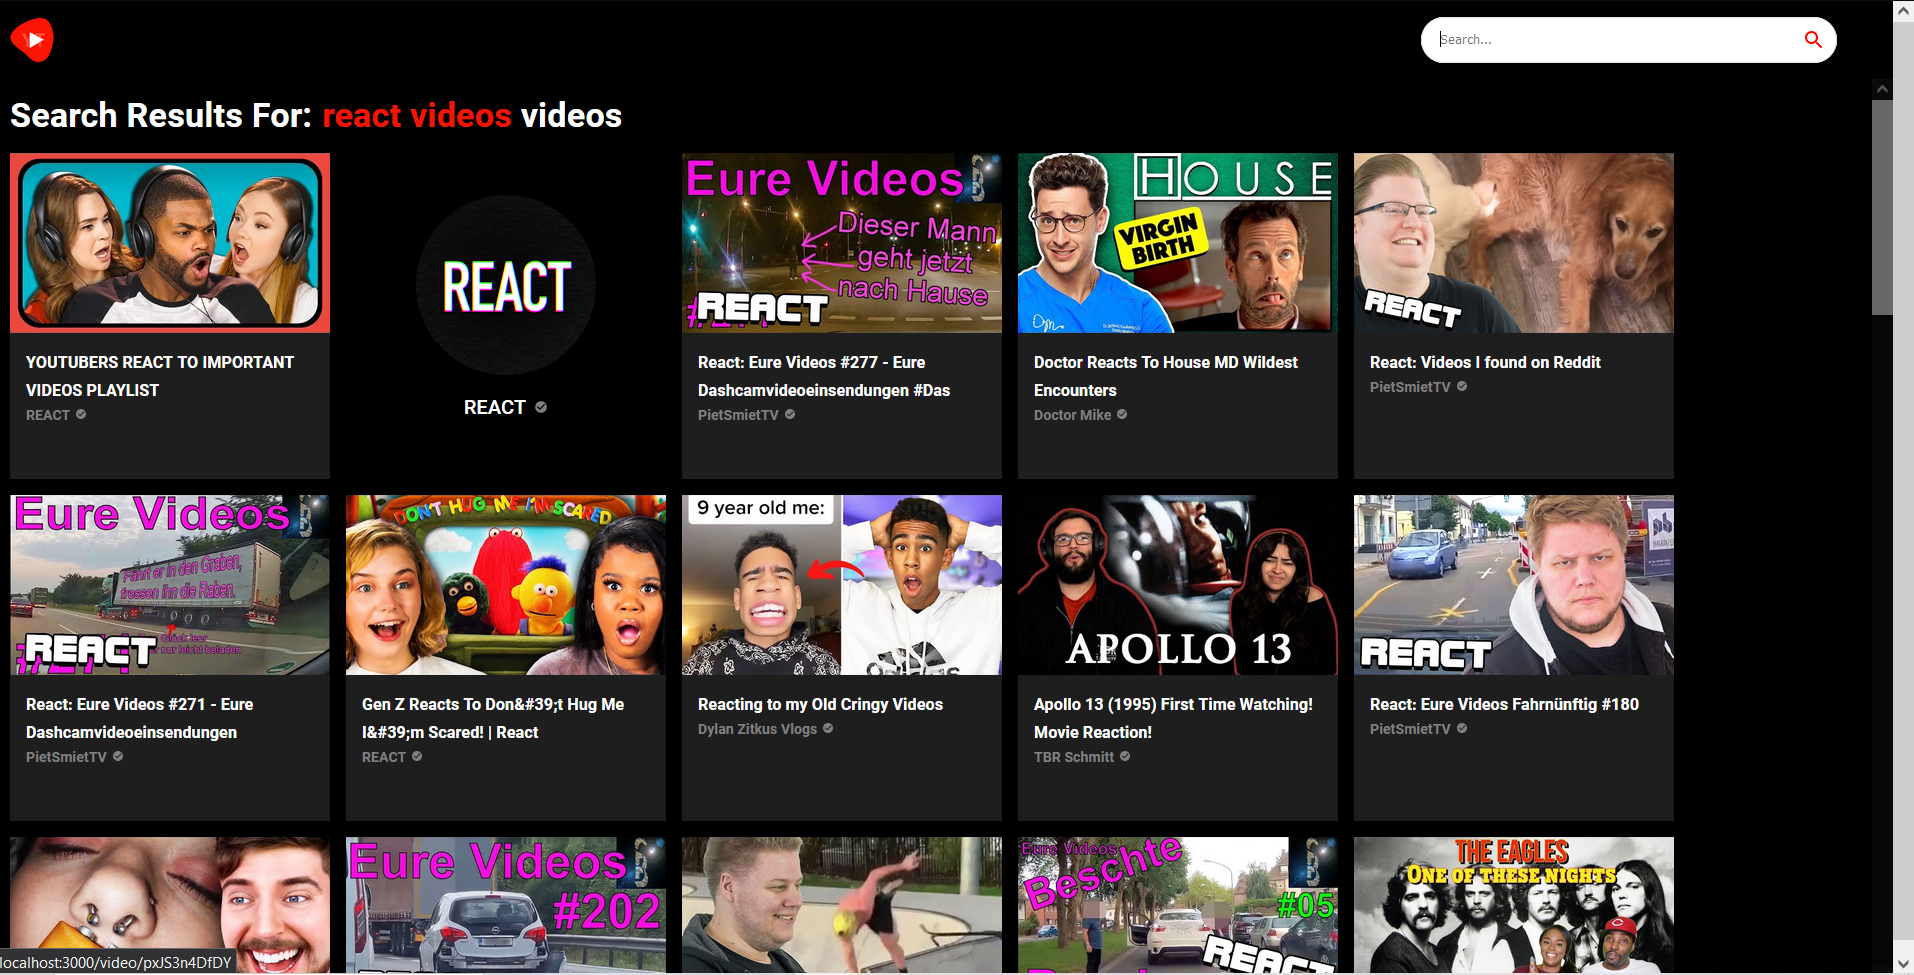 YT
Search...
Search Results For: react videos videos
REACT
Eure Videos
Dieser Mann
geht jetzt
nach Hause
REACT
HOUSE
VIRGIN
BIRTH
REACT
YOUTUBERS REACT TO IMPORTANT
VIDEOS PLAYLIST
REACT
REACT
React: Eure Videos #277 - Eure
Dashcamvideoeinsendungen #Das
PietSmietTV
Doctor Reacts To House MD Wildest
Encounters
Doctor Mike
React: Videos I found on Reddit
PietSmietTV
Eure Videos
Fährt er in den Graben,
fressen ihn die Raben.
Glück leer
nur leicht beladen
REACT
DON'T HUG ME I'M SCARED
9 year old me:
APOLLO 13
REACT
React: Eure Videos #271 - Eure
Dashcamvideoeinsendungen
PietSmietTV
Gen Z Reacts To Don&#39;t Hug Me
I&#39;m Scared! | React
REACT
Reacting to my Old Cringy Videos
Dylan Zitkus Vlogs
Apollo 13 (1995) First Time Watching!
Movie Reaction!
TBR Schmitt
React: Eure Videos Fahrnünftig #180
PietSmietTV
Eure Videos
#202
Eure Videos
Beschte
#05
REACT
THE EAGLES
ONE OF THESE NIGHTS
localhost:3000/video/pxJS3n4DfDY